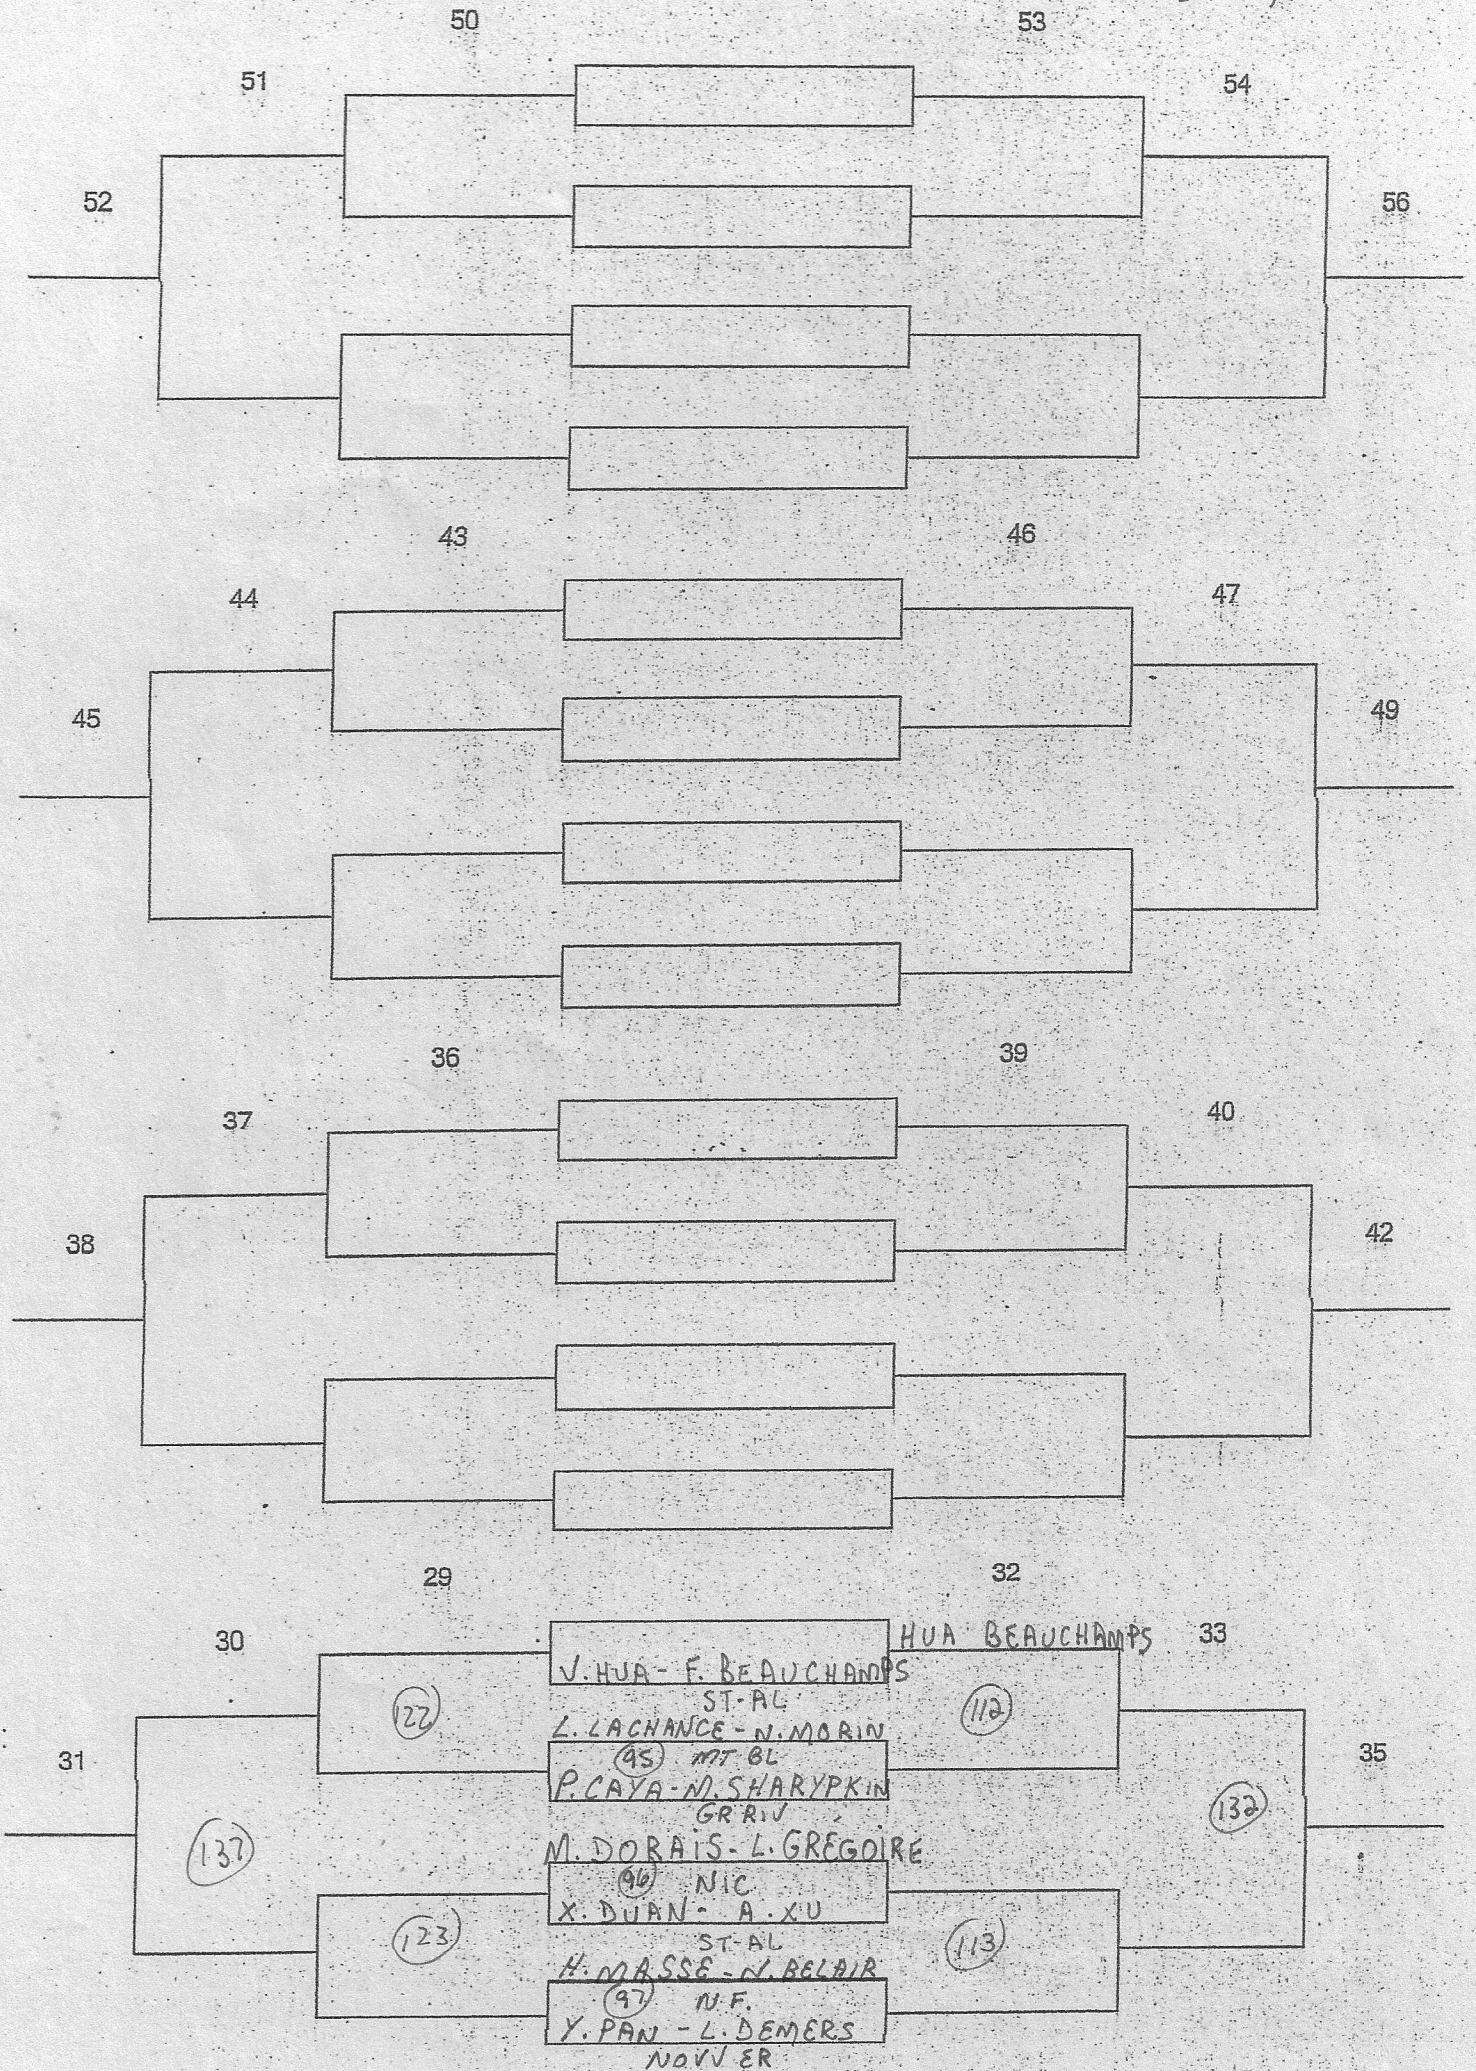 50
53
51
54
52
56
43
46
44
47
45
49
36
39
37
40
38
42
29
32
30
HUA BEAUCHAMPS
33
V. HUA - F. BEAUCHAMPS
ST-AL
122
112
L. LACHANCE - N. MORIN
31
95 MT BL
35
P. CAYA - M. SHARYPKIN
GR RIV
132
M. DORAIS - L. GRÉGOIRE
137
96 NIC
X. DUAN - A. XU
123
ST-AL
113
H. MASSE - N. BELAIR
97 N.F.
Y. PAN - L. DEMERS
NOVV ER